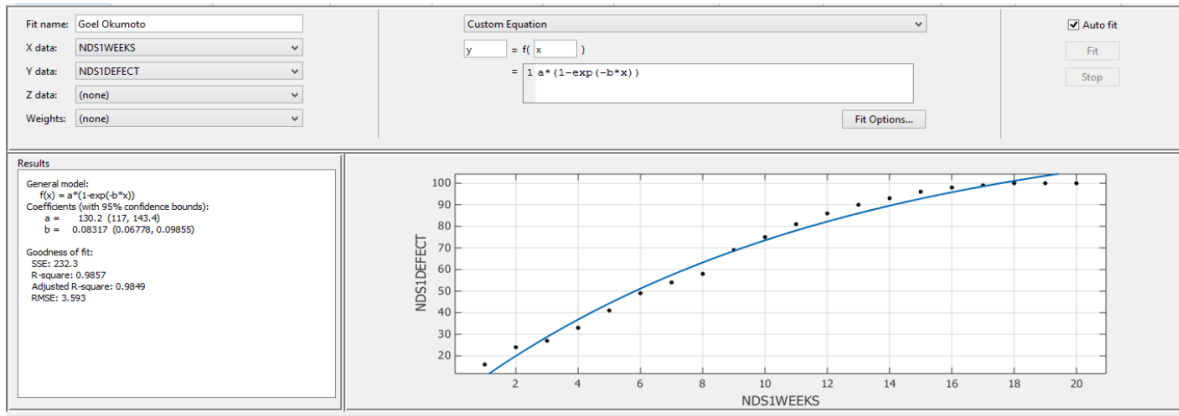 Fit name: Goel Okumoto
X data: NDS1WEEKS
Y data: NDS1DEFECT
Z data: (none)
Weights: (none)
Custom Equation
y = f( x )
= 1 a*(1-exp(-b*x))
Fit Options...
Auto fit
Fit
Stop
Results
General model:
f(x) = a*(1-exp(-b*x))
Coefficients (with 95% confidence bounds):
a = 130.2 (117, 143.4)
b = 0.08317 (0.06778, 0.09855)
Goodness of fit:
SSE: 232.3
R-square: 0.9857
Adjusted R-square: 0.9849
RMSE: 3.593
NDS1DEFECT
100
90
80
70
60
50
40
30
20
2 4 6 8 10 12 14 16 18 20
NDS1WEEKS